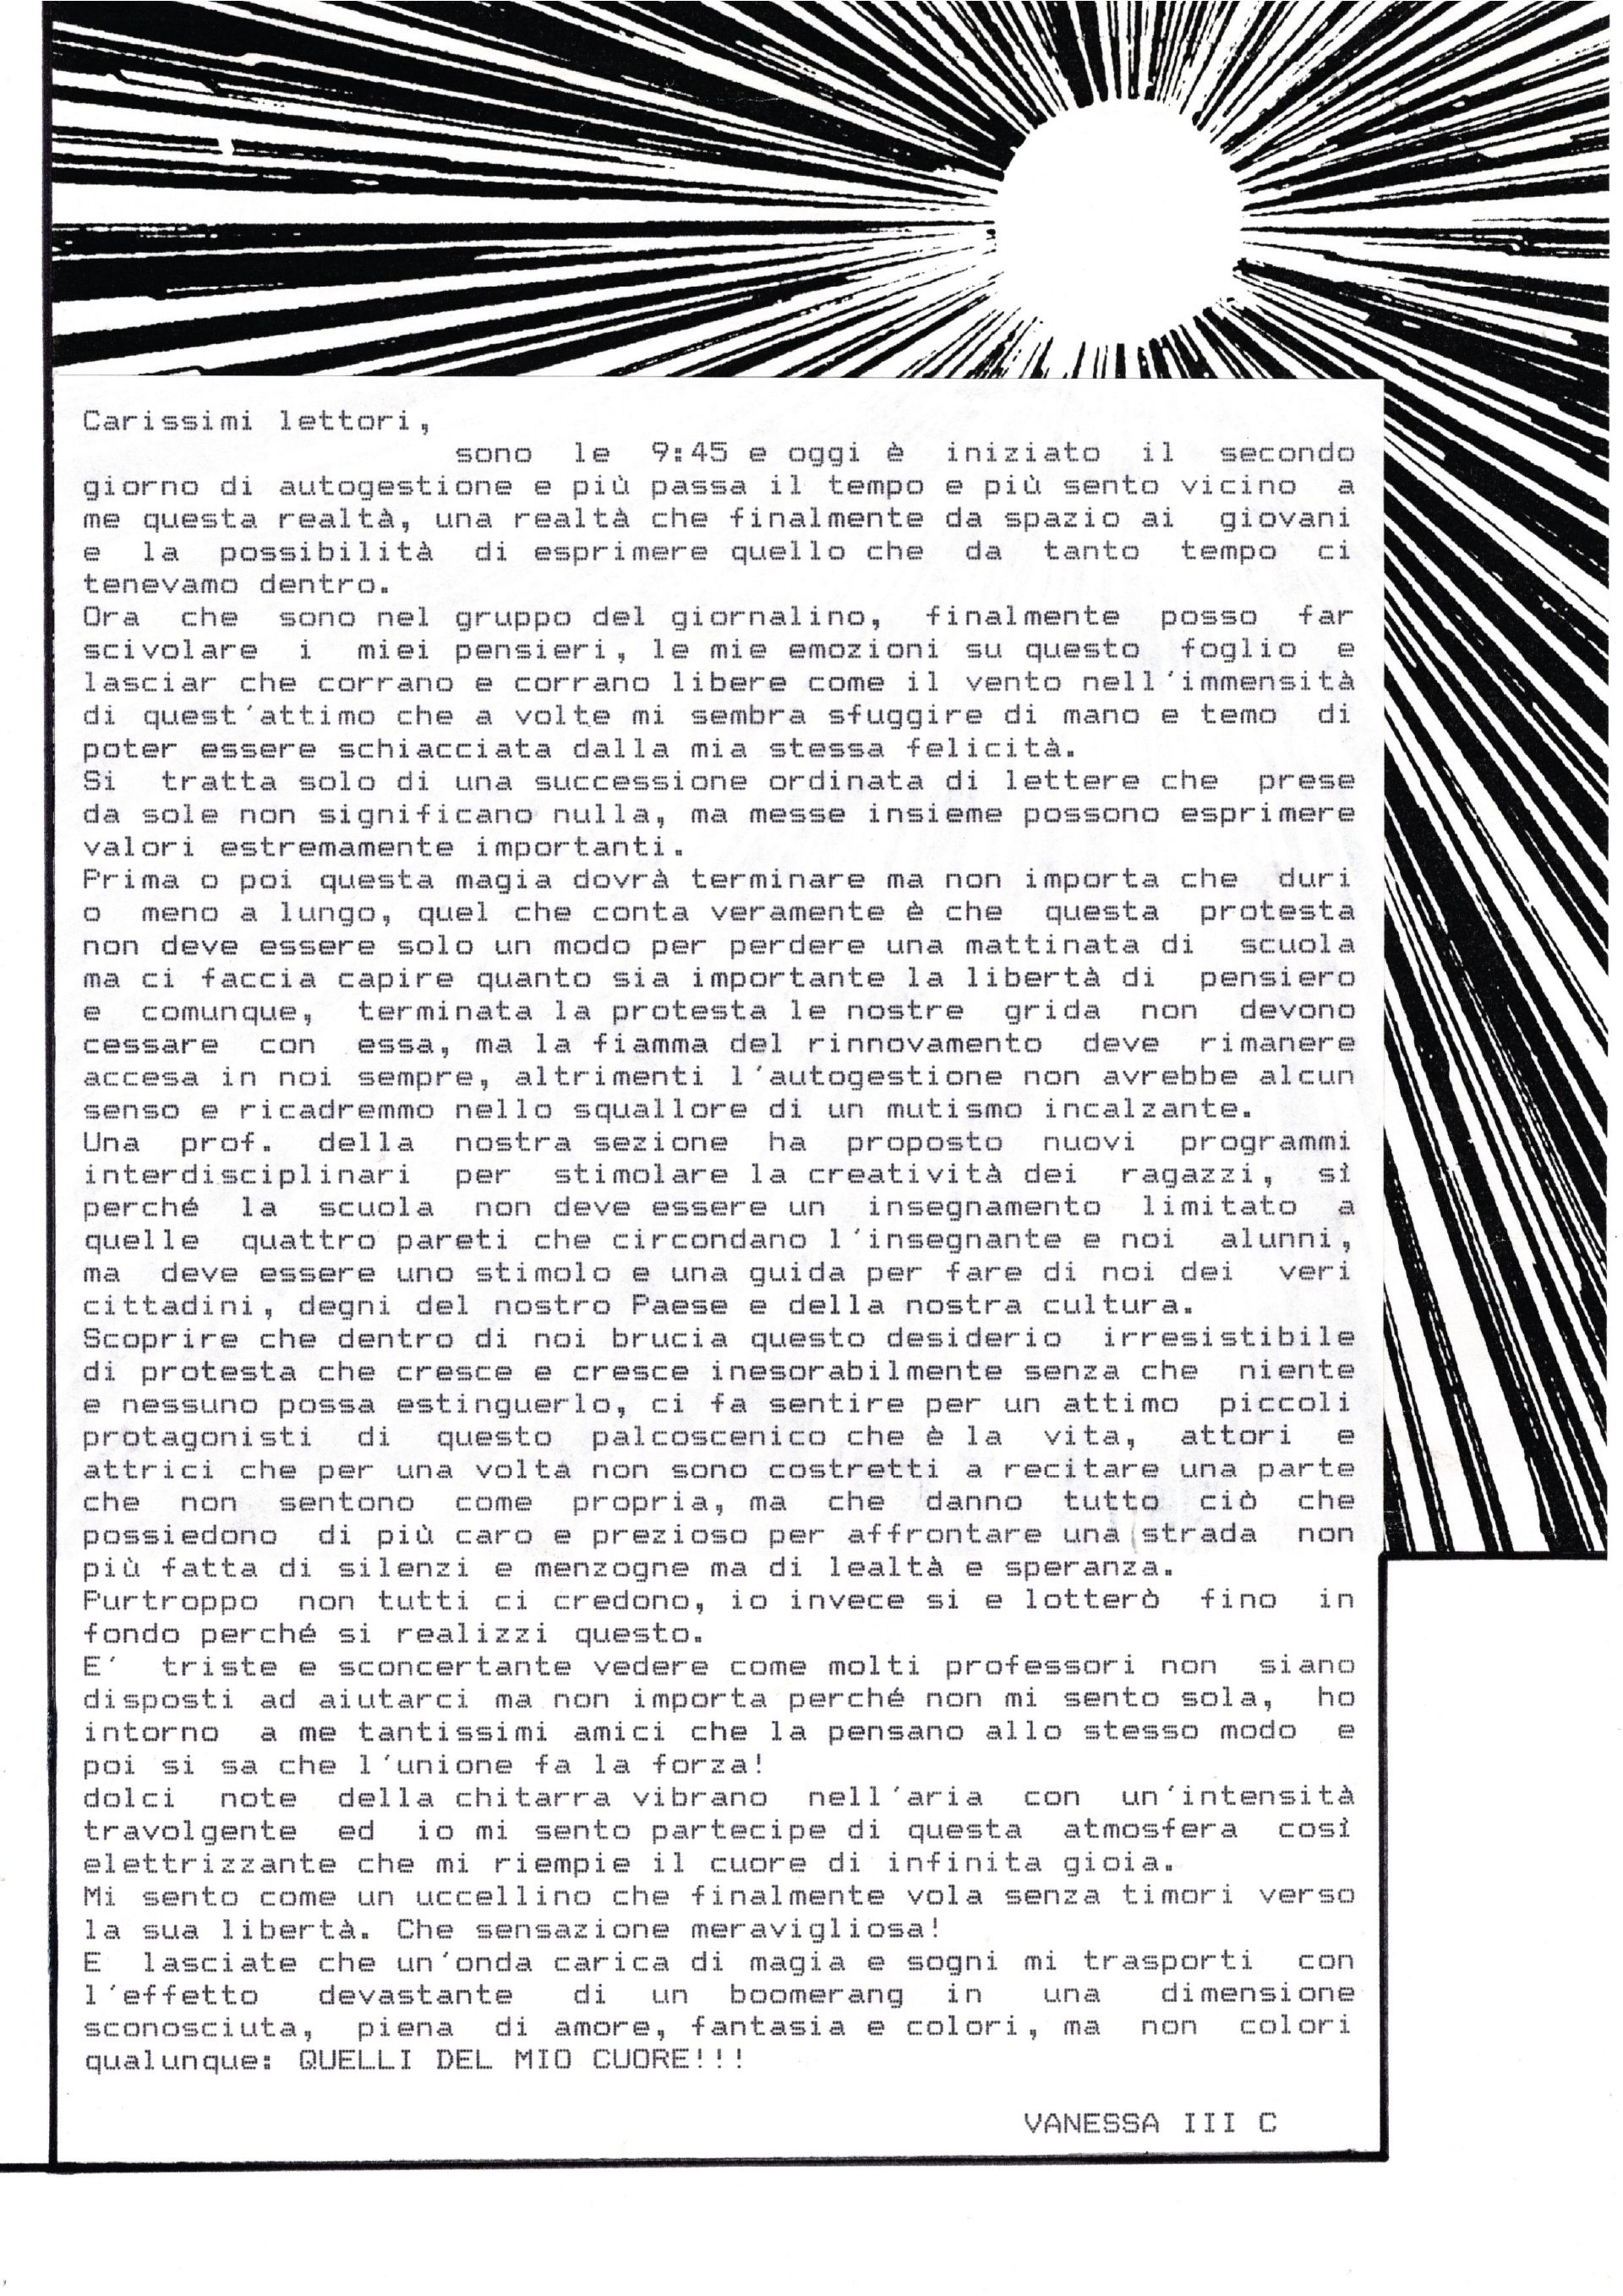 Carissimi lettori,
sono le 9:45 e oggi è iniziato il secondo
giorno di autogestione e più passa il tempo e più sento vicino a
me questa realtà, una realtà che finalmente da spazio ai giovani
e la possibilità di esprimere quello che da tanto tempo ci
tenevamo dentro.
Ora che sono nel gruppo del giornalino, finalmente posso far
scivolare i miei pensieri, le mie emozioni su questo foglio e
lasciar che corrano e corrano libere come il vento nell'immensità
di quest'attimo che a volte mi sembra sfuggire di mano e temo di
poter essere schiacciata dalla mia stessa felicità.
Si tratta solo di una successione ordinata di lettere che prese
da sole non significano nulla, ma messe insieme possono esprimere
valori estremamente importanti.
Prima o poi questa magia dovrà terminare ma non importa che duri
o meno a lungo, quel che conta veramente è che questa protesta
non deve essere solo un modo per perdere una mattinata di scuola
ma ci faccia capire quanto sia importante la libertà di pensiero
e comunque, terminata la protesta le nostre grida non devono
cessare con essa, ma la fiamma del rinnovamento deve rimanere
accesa in noi sempre, altrimenti l'autogestione non avrebbe alcun
senso e ricadremmo nello squallore di un mutismo incalzante.
Una prof. della nostra sezione ha proposto nuovi programmi
interdisciplinari per stimolare la creatività dei ragazzi, sì
perché la scuola non deve essere un insegnamento limitato a
quelle quattro pareti che circondano l'insegnante e noi alunni,
ma deve essere uno stimolo e una guida per fare di noi dei veri
cittadini, degni del nostro Paese e della nostra cultura.
Scoprire che dentro di noi brucia questo desiderio irresistibile
di protesta che cresce e cresce inesorabilmente senza che niente
e nessuno possa estinguerlo, ci fa sentire per un attimo piccoli
protagonisti di questo palcoscenico che è la vita, attori e
attrici che per una volta non sono costretti a recitare una parte
che non sentono come propria, ma che danno tutto ciò che
possiedono di più caro e prezioso per affrontare una strada non
più fatta di silenzi e menzogne ma di lealtà e speranza.
Purtroppo non tutti ci credono, io invece si e lotterò fino in
fondo perché si realizzi questo.
E' triste e sconcertante vedere come molti professori non siano
disposti ad aiutarci ma non importa perché non mi sento sola, ho
intorno a me tantissimi amici che la pensano allo stesso modo e
poi si sa che l'unione fa la forza!
dolci note della chitarra vibrano nell'aria con un'intensità
travolgente ed io mi sento partecipe di questa atmosfera così
elettrizzante che mi riempie il cuore di infinita gioia.
Mi sento come un uccellino che finalmente vola senza timori verso
la sua libertà. Che sensazione meravigliosa!
E lasciate che un'onda carica di magia e sogni mi trasporti con
l'effetto devastante di un boomerang in una dimensione
sconosciuta, piena di amore, fantasia e colori, ma non colori
qualunque: QUELLI DEL MIO CUORE!!!
VANESSA III C